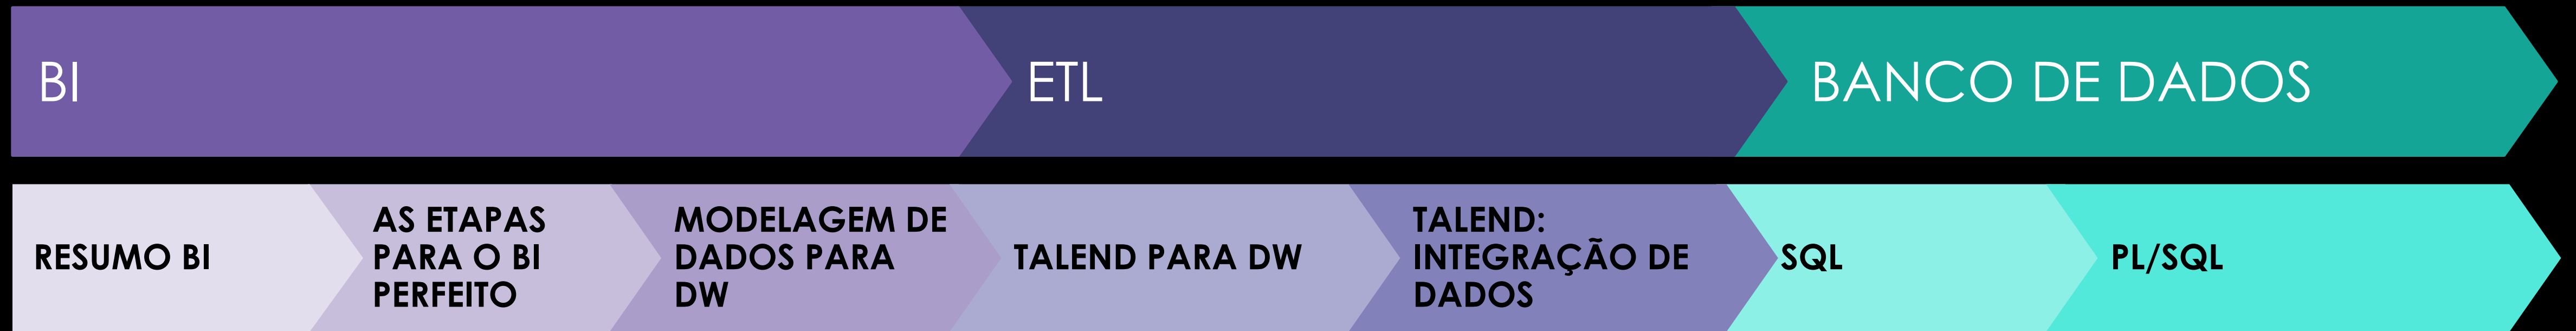 BI
ETL
BANCO DE DADOS
RESUMO BI
AS ETAPAS
PARA O BI
PERFEITO
MODELAGEM DE
DADOS PARA
DW
TALEND PARA DW
TALEND:
INTEGRAÇÃO DE
DADOS
SQL
PL/SQL